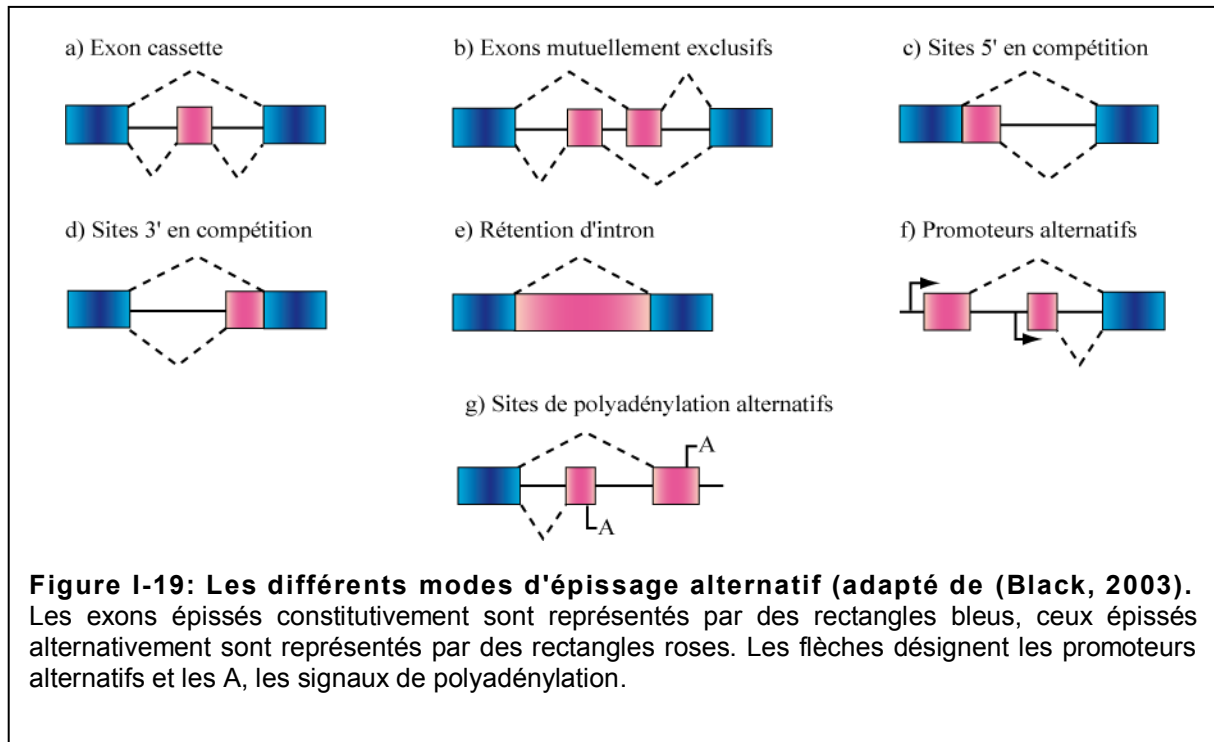 a) Exon cassette
b) Exons mutuellement exclusifs
c) Sites 5' en compétition
d) Sites 3' en compétition
e) Rétention d'intron
f) Promoteurs alternatifs
g) Sites de polyadénylation alternatifs
A
A
Figure I-19: Les différents modes d'épissage alternatif (adapté de (Black, 2003).
Les exons épissés constitutivement sont représentés par des rectangles bleus, ceux épissés
alternativement sont représentés par des rectangles roses. Les flèches désignent les promoteurs
alternatifs et les A, les signaux de polyadénylation.